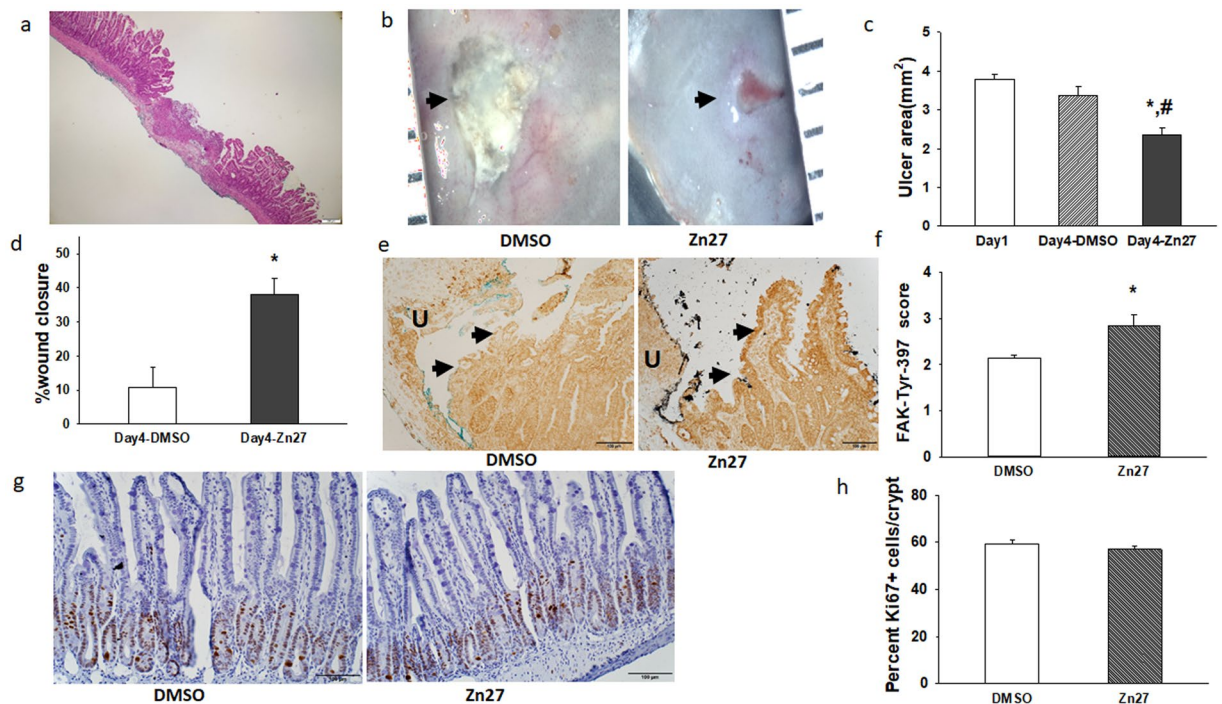 a
b
DMSO
Zn27
c
Ulcer area(mm²)
5
4
3
2
1
0
*,#
Day1
Day4-DMSO
Day4-Zn27
d
%wound closure
50
40
30
20
10
0
*
Day4-DMSO
Day4-Zn27
e
U
U
DMSO
Zn27
f
FAK-Tyr-397 score
4
3
2
1
0
*
DMSO
Zn27
g
100 µm
DMSO
Zn27
h
Percent Ki67+ cells/crypt
80
60
40
20
0
DMSO
Zn27